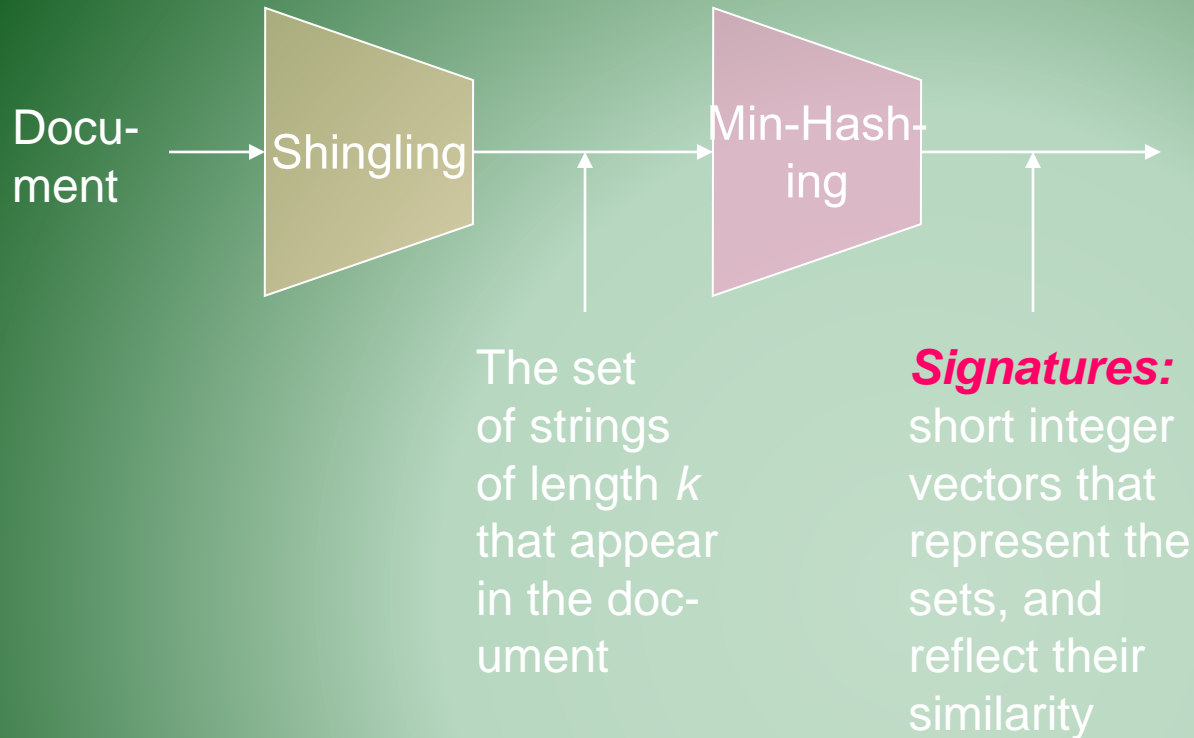 Docu-
ment
Shingling
Min-Hash-
ing
The set
of strings
of length k
that appear
in the doc-
ument
Signatures:
short integer
vectors that
represent the
sets, and
reflect their
similarity